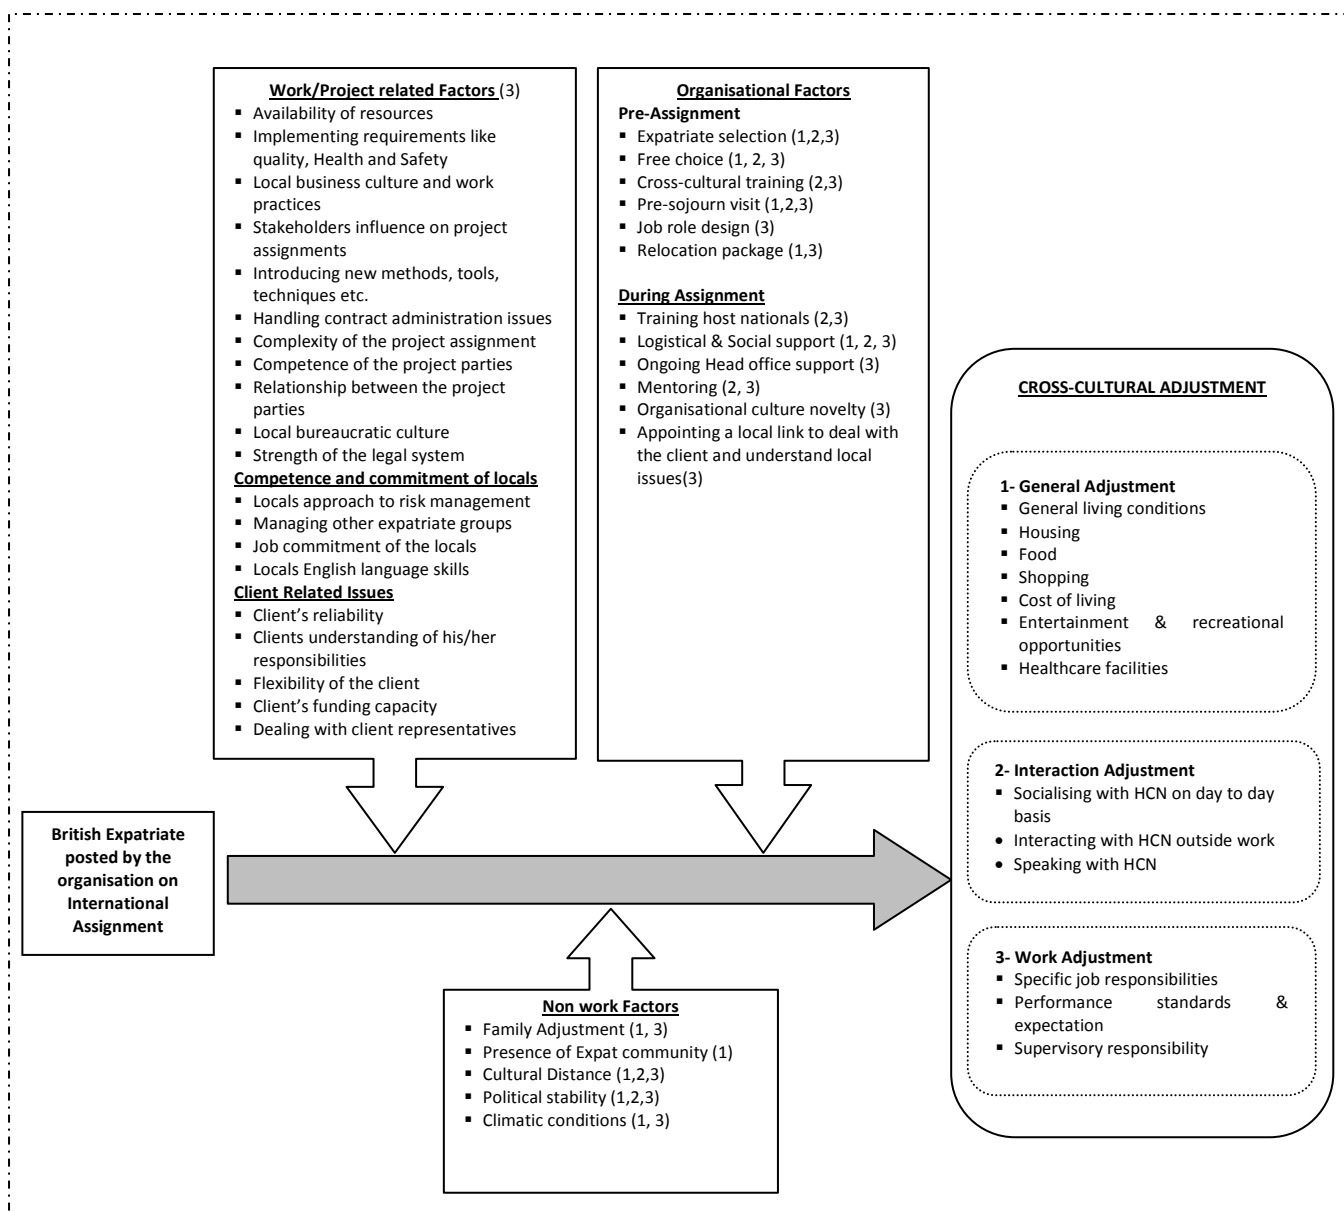 Work/Project related Factors (3)
▪ Availability of resources
▪ Implementing requirements like
quality, Health and Safety
▪ Local business culture and work
practices
▪ Stakeholders influence on project
assignments
▪ Introducing new methods, tools,
techniques etc.
▪ Handling contract administration issues
▪ Complexity of the project assignment
▪ Competence of the project parties
▪ Relationship between the project
parties
▪ Local bureaucratic culture
▪ Strength of the legal system
Competence and commitment of locals
▪ Locals approach to risk management
▪ Managing other expatriate groups
▪ Job commitment of the locals
▪ Locals English language skills
Client Related Issues
▪ Client’s reliability
▪ Clients understanding of his/her
responsibilities
▪ Flexibility of the client
▪ Client’s funding capacity
▪ Dealing with client representatives
Organisational Factors
Pre-Assignment
▪ Expatriate selection (1,2,3)
▪ Free choice (1, 2, 3)
▪ Cross-cultural training (2,3)
▪ Pre-sojourn visit (1,2,3)
▪ Job role design (3)
▪ Relocation package (1,3)
During Assignment
▪ Training host nationals (2,3)
▪ Logistical & Social support (1, 2, 3)
▪ Ongoing Head office support (3)
▪ Mentoring (2, 3)
▪ Organisational culture novelty (3)
▪ Appointing a local link to deal with
the client and understand local
issues(3)
British Expatriate
posted by the
organisation on
International
Assignment
Non work Factors
▪ Family Adjustment (1, 3)
▪ Presence of Expat community (1)
▪ Cultural Distance (1,2,3)
▪ Political stability (1,2,3)
▪ Climatic conditions (1, 3)
CROSS-CULTURAL ADJUSTMENT
1- General Adjustment
▪ General living conditions
▪ Housing
▪ Food
▪ Shopping
▪ Cost of living
▪ Entertainment & recreational
opportunities
▪ Healthcare facilities
2- Interaction Adjustment
▪ Socialising with HCN on day to day
basis
• Interacting with HCN outside work
• Speaking with HCN
3- Work Adjustment
▪ Specific job responsibilities
▪ Performance standards &
expectation
▪ Supervisory responsibility